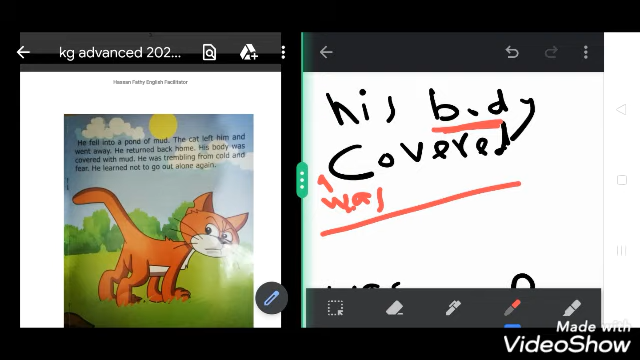 kg advanced 202...
Hassan Fathy English Facilitator
He fell into a pond of mud. The cat left him and
went away. He returned back home. His body was
covered with mud. He was trembling from cold and
fear. He learned not to go out alone again.
his body
covered
was
Made with
VideoShow